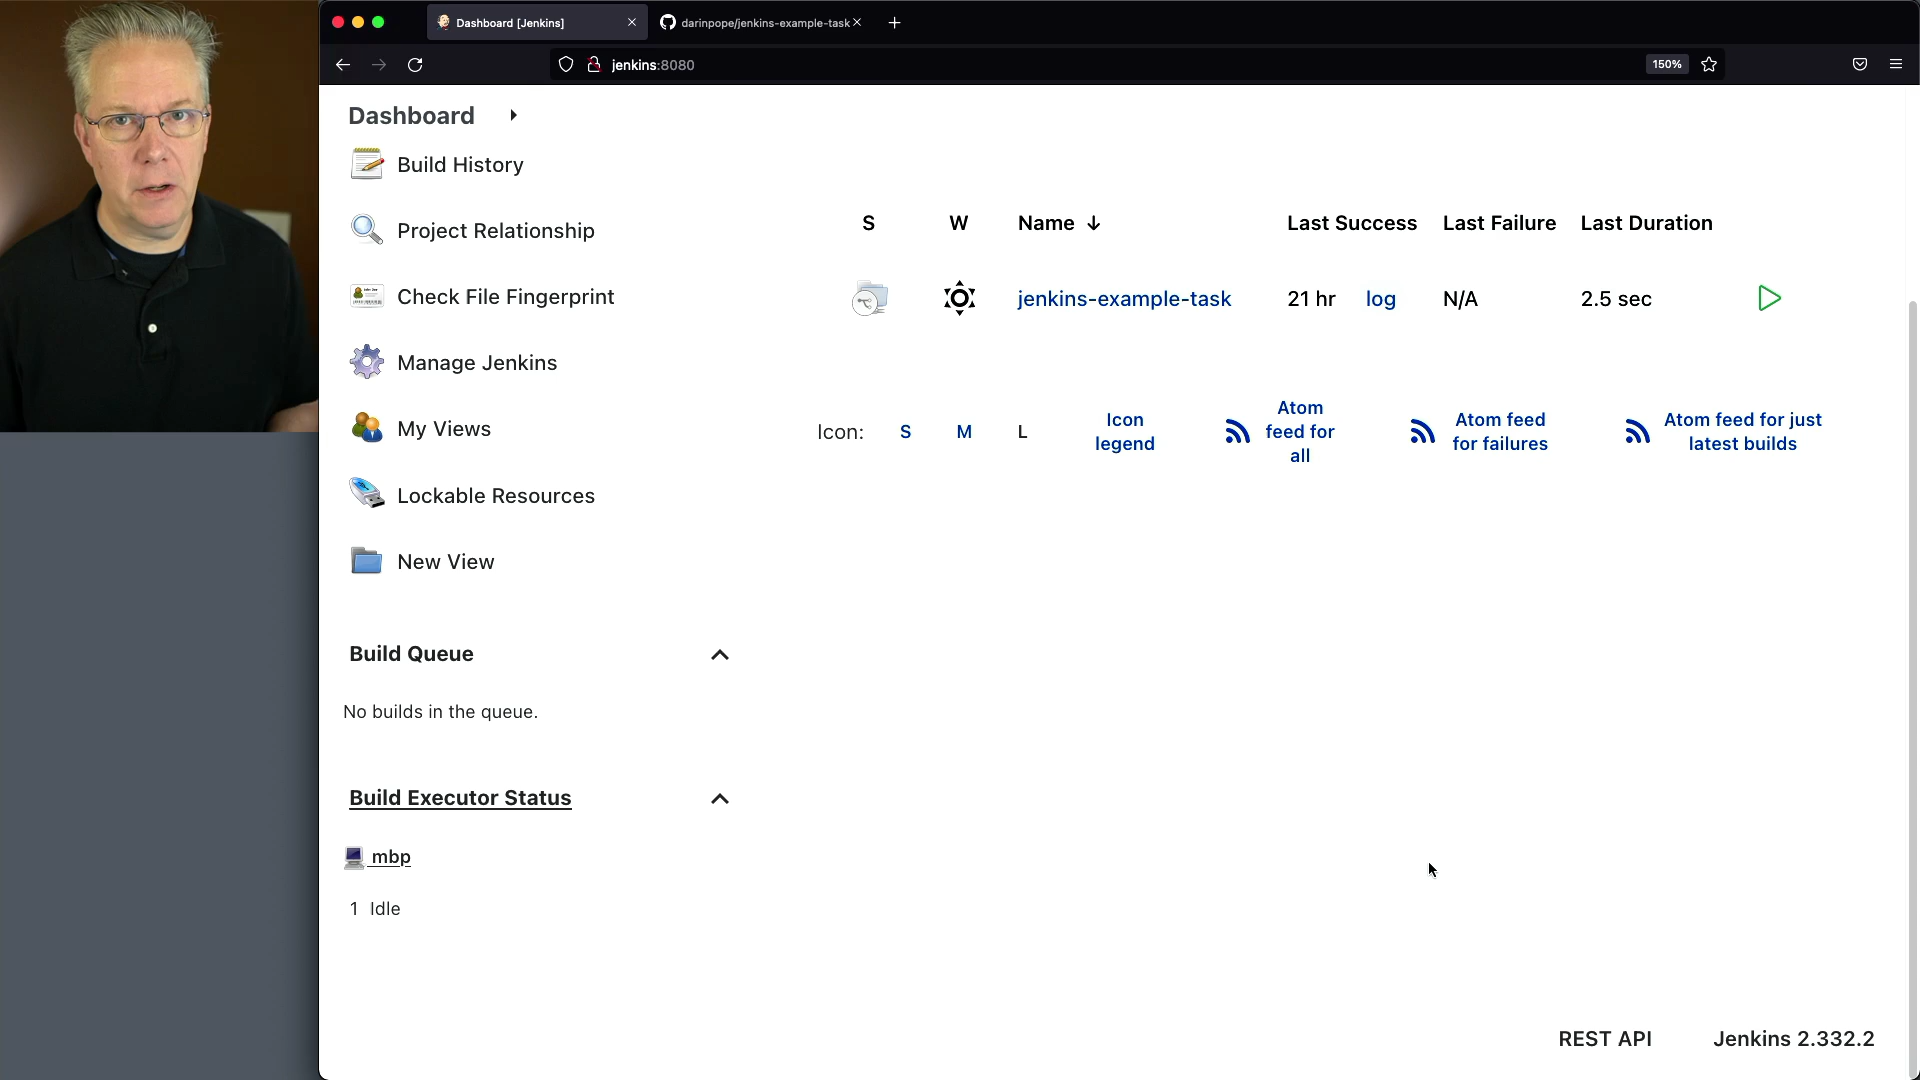 Dashboard [Jenkins]
darinpope/jenkins-example-task
jenkins:8080
150%
Dashboard
Build History
Project Relationship
Check File Fingerprint
Manage Jenkins
My Views
Lockable Resources
New View
Build Queue
No builds in the queue.
Build Executor Status
mbp
1 Idle
S W Name ↓ Last Success Last Failure Last Duration
jenkins-example-task 21 hr log N/A 2.5 sec
Icon: S M L
Icon
legend
Atom
feed for
all
Atom feed
for failures
Atom feed for just
latest builds
REST API Jenkins 2.332.2